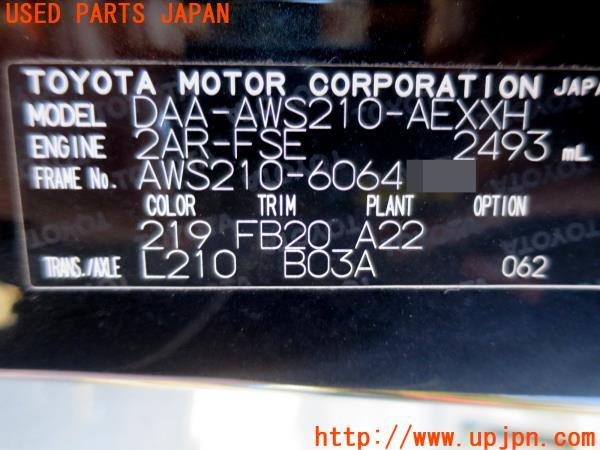 USED PARTS JAPAN
TOYOTA MOTOR CORPORATION JAPA
MODEL DAA-AWS210-AEXXH
ENGINE 2AR-FSE 2493 mL
FRAME No. AWS210-6064
COLOR TRIM PLANT OPTION
219 FB20 A22
TRANS./AXLE L210 B03A 062
http://www.upjpn.com/